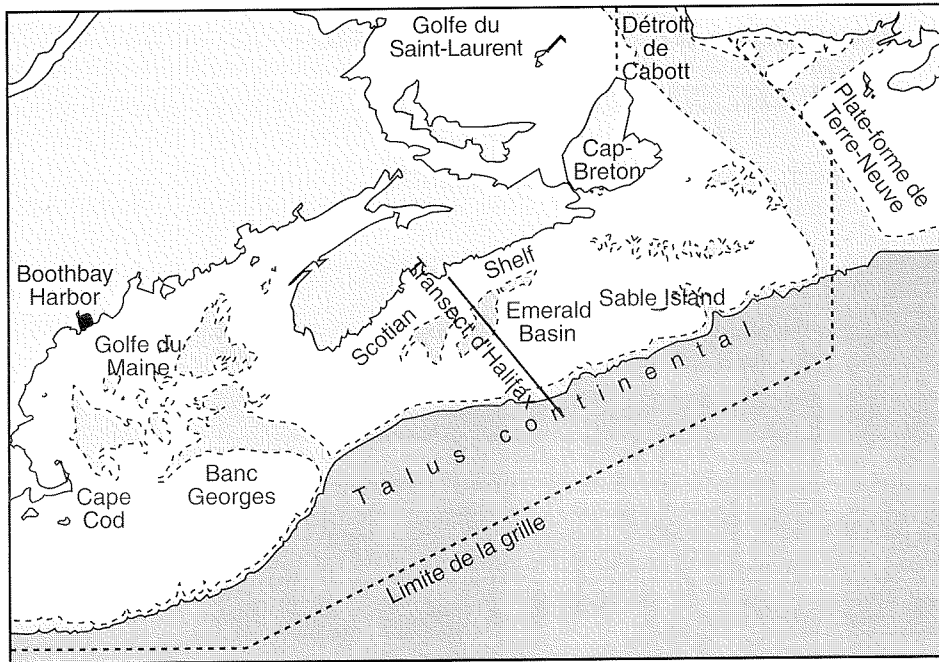 Golfe du
Saint-Laurent
Détroit
de
Cabott
Plate-forme de
Terre-Neuve
Cap-
Breton
Boothbay
Harbor
Golfe du
Maine
Scotian
Shelf
Transect d'Halifax
Emerald
Basin
Sable Island
Talus continental
Banc
Georges
Cape
Cod
Limite de la grille